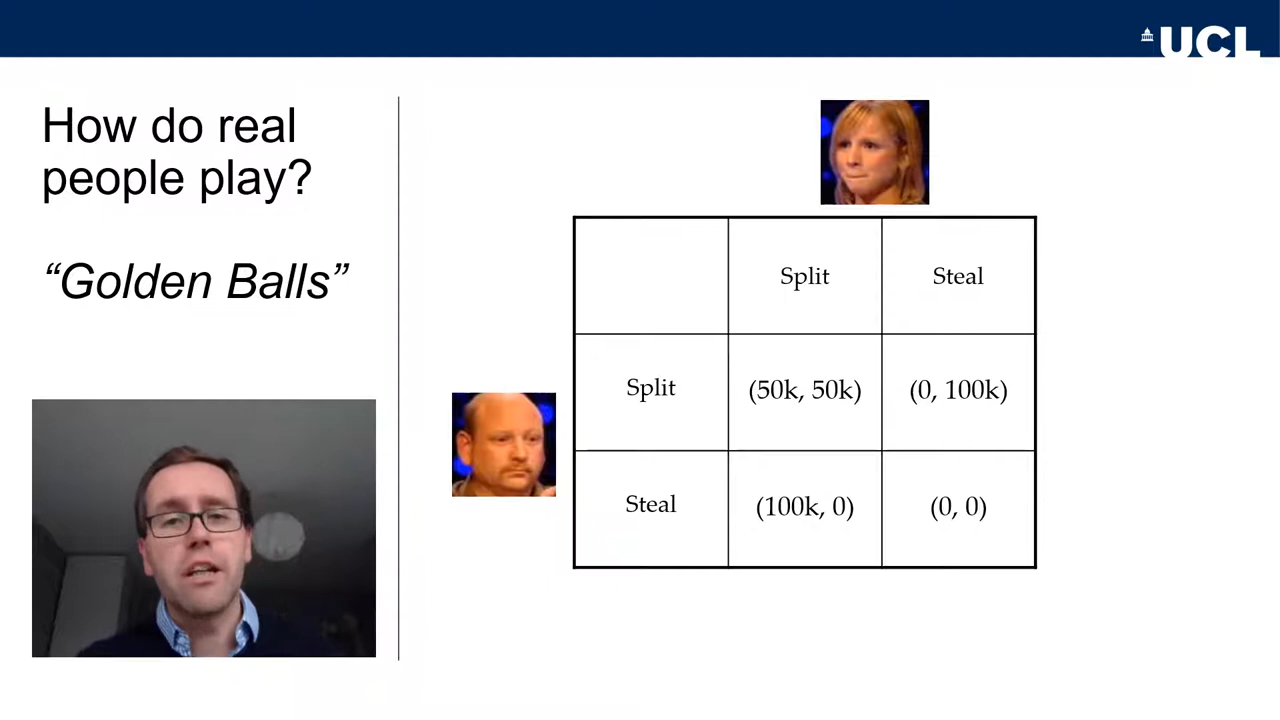 UCL
How do real
people play?
“Golden Balls”
Split Steal
Split (50k, 50k) (0, 100k)
Steal (100k, 0) (0, 0)